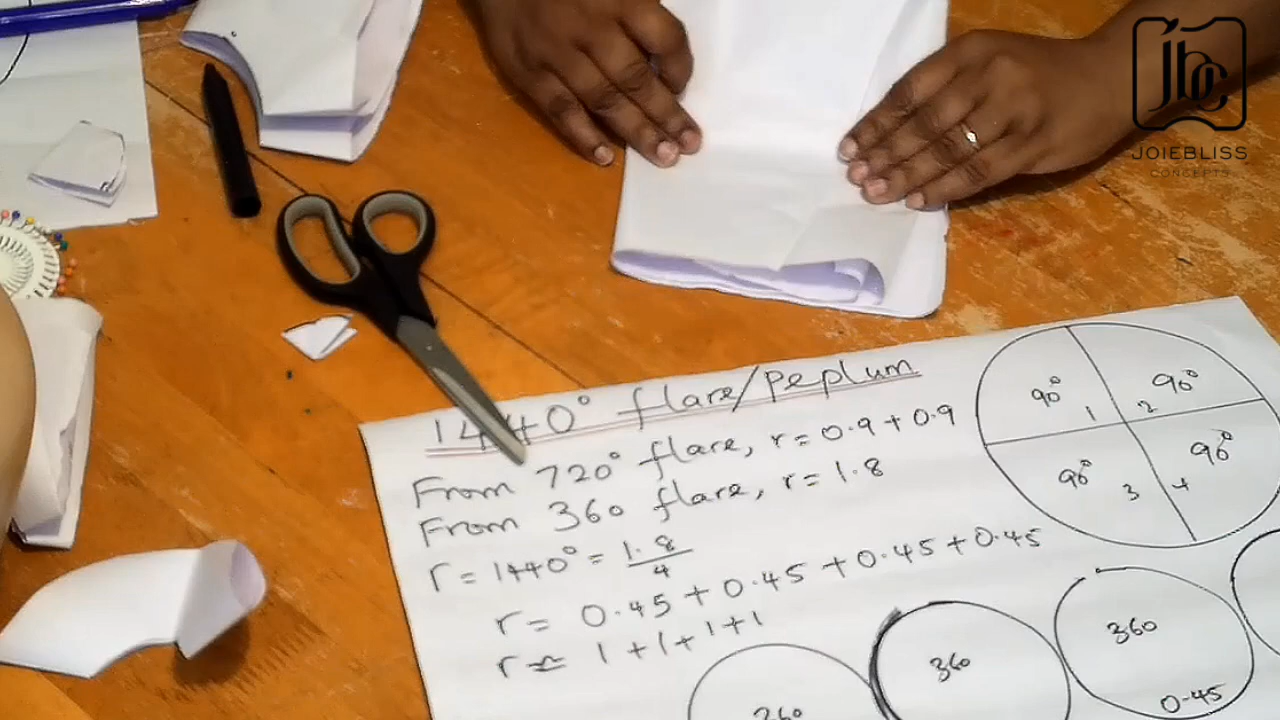 jbc
JOIEBLISS
CONCEPTS
1440° flare/Peplum
From 720° flare, r = 0.9 + 0.9
From 360 flare, r = 1.8
r = 1440° = 1.8/4
r = 0.45 + 0.45 + 0.45 + 0.45
r ≈ 1 + 1 + 1 + 1
90° 1
2 90°
90° 3
4 90°
360
360
360
0.45